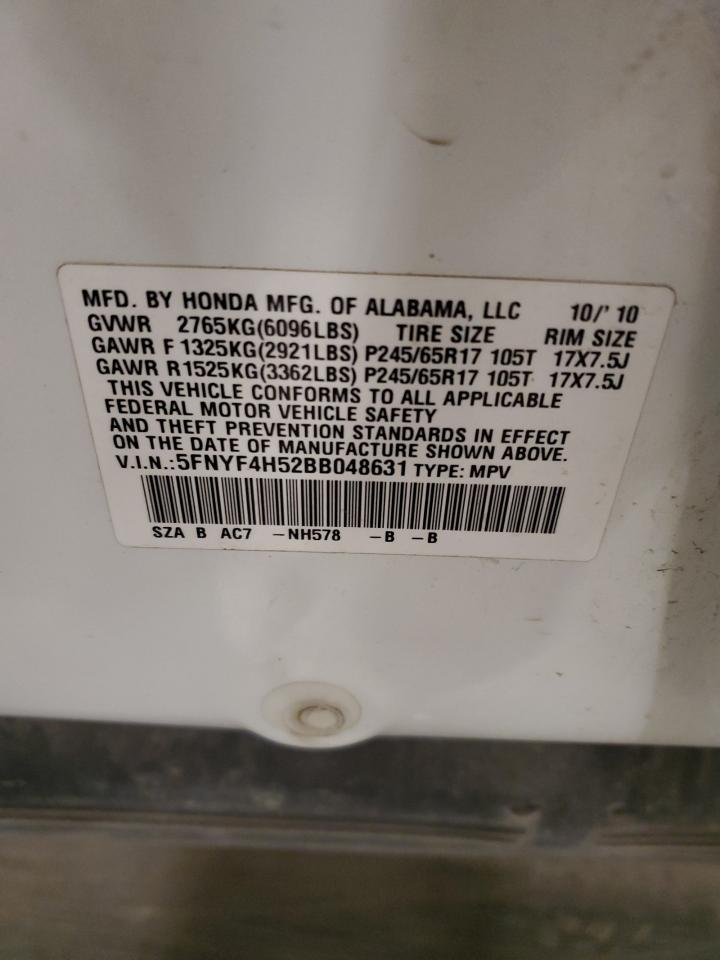 MFD. BY HONDA MFG. OF ALABAMA, LLC 10/'10
GVWR 2765KG(6096LBS) TIRE SIZE RIM SIZE
GAWR F 1325KG(2921LBS) P245/65R17 105T 17X7.5J
GAWR R1525KG(3362LBS) P245/65R17 105T 17X7.5J
THIS VEHICLE CONFORMS TO ALL APPLICABLE
FEDERAL MOTOR VEHICLE SAFETY
AND THEFT PREVENTION STANDARDS IN EFFECT
ON THE DATE OF MANUFACTURE SHOWN ABOVE.
V.I.N.:5FNYF4H52BB048631 TYPE: MPV
SZA B AC7 -NH578 -B -B